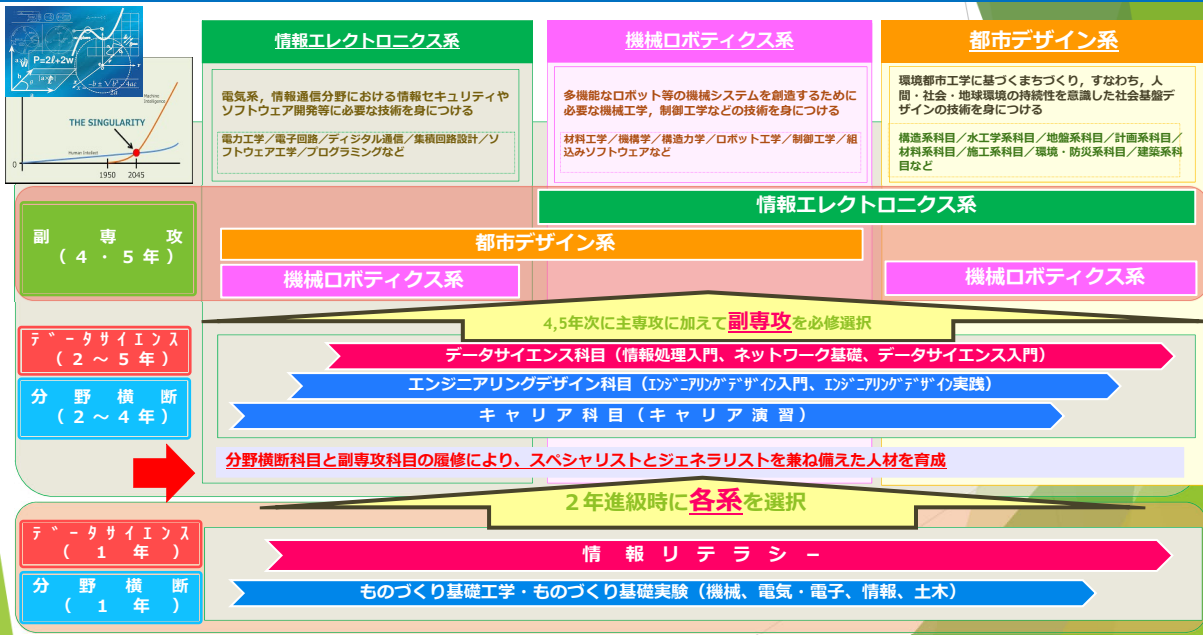 P=2ℓ+2w
Machine
Intelligence
THE SINGULARITY
Human Intellect
0
1950 2045
情報エレクトロニクス系
電気系，情報通信分野における情報セキュリティや
ソフトウェア開発等に必要な技術を身につける
電力工学／電子回路／ディジタル通信／集積回路設計／ソ
フトウェア工学／プログラミングなど
機械ロボティクス系
多機能なロボット等の機械システムを創造するために
必要な機械工学，制御工学などの技術を身につける
材料工学／機構学／構造力学／ロボット工学／制御工学／組
込みソフトウェアなど
都市デザイン系
環境都市工学に基づくまちづくり，すなわち，人
間・社会・地球環境の持続性を意識した社会基盤デ
ザインの技術を身につける
構造系科目／水工学系科目／地盤系科目／計画系科目／
材料系科目／施工系科目／環境・防災系科目／建築系科
目など
副専攻
（４・５年）
情報エレクトロニクス系
都市デザイン系
機械ロボティクス系
機械ロボティクス系
4,5年次に主専攻に加えて副専攻を必修選択
ﾃﾞｰﾀサイエンス
（２～５年）
データサイエンス科目（情報処理入門、ネットワーク基礎、データサイエンス入門）
分野横断
（２～４年）
エンジニアリングデザイン科目（ｴﾝｼﾞﾆｱﾘﾝｸﾞﾃﾞｻﾞｲﾝ入門、ｴﾝｼﾞﾆｱﾘﾝｸﾞﾃﾞｻﾞｲﾝ実践）
キャリア科目（キャリア演習）
分野横断科目と副専攻科目の履修により、スペシャリストとジェネラリストを兼ね備えた人材を育成
２年進級時に各系を選択
ﾃﾞｰﾀサイエンス
（１年）
情報リテラシー
分野横断
（１年）
ものづくり基礎工学・ものづくり基礎実験（機械、電気・電子、情報、土木）